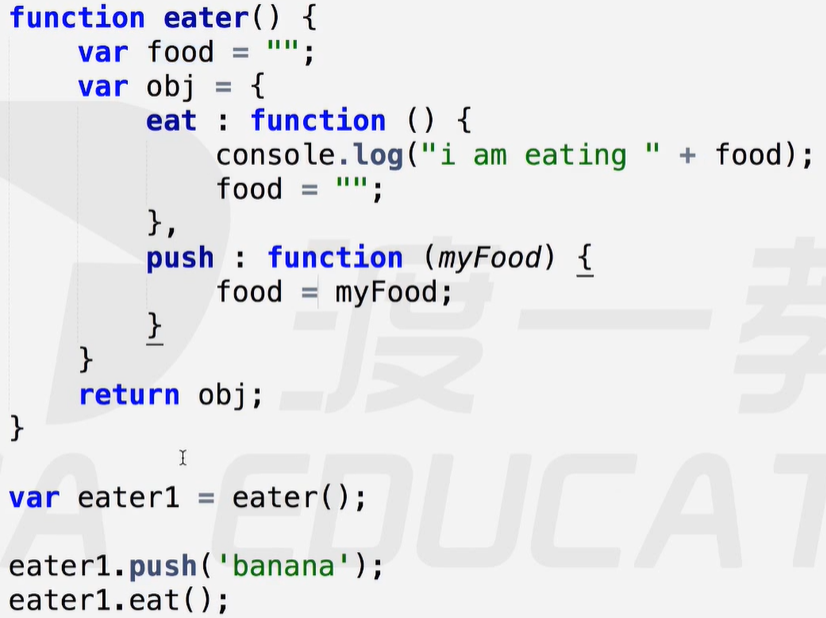 function eater() {
    var food = "";
    var obj = {
        eat : function () {
            console.log("i am eating " + food);
            food = "";
        },
        push : function (myFood) {
            food = myFood;
        }
    }
    return obj;
}
渡一教
EDUCAT
var eater1 = eater();
eater1.push('banana');
eater1.eat();